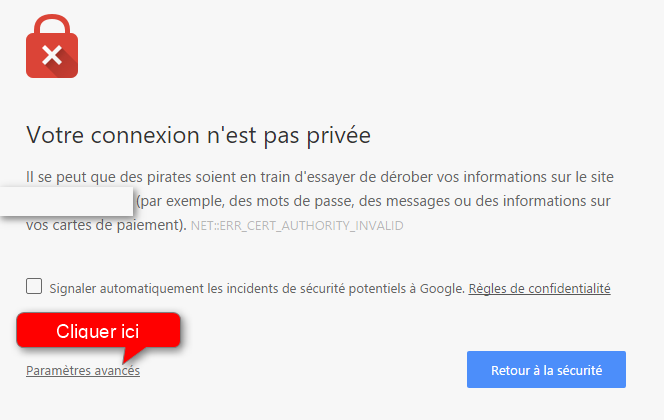 Votre connexion n'est pas privée
Il se peut que des pirates soient en train d'essayer de dérober vos informations sur le site
(par exemple, des mots de passe, des messages ou des informations sur
vos cartes de paiement). NET::ERR_CERT_AUTHORITY_INVALID
Signaler automatiquement les incidents de sécurité potentiels à Google. Règles de confidentialité
Cliquer ici
Paramètres avancés
Retour à la sécurité